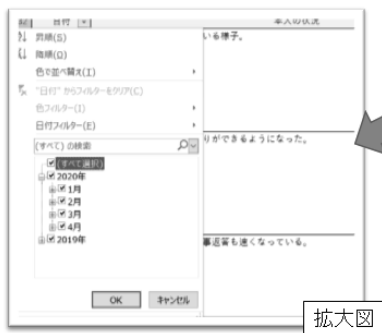 日付
本人の状況
昇順(S)
いる様子。
降順(O)
色で並べ替え(I)
"日付" からフィルターをクリア(C)
色フィルター(I)
日付フィルター(E)
(すべて) の検索
りができるようになった。
(すべて選択)
2020年
1月
2月
3月
4月
2019年
事返答も速くなっている。
OK キャンセル
拡大図